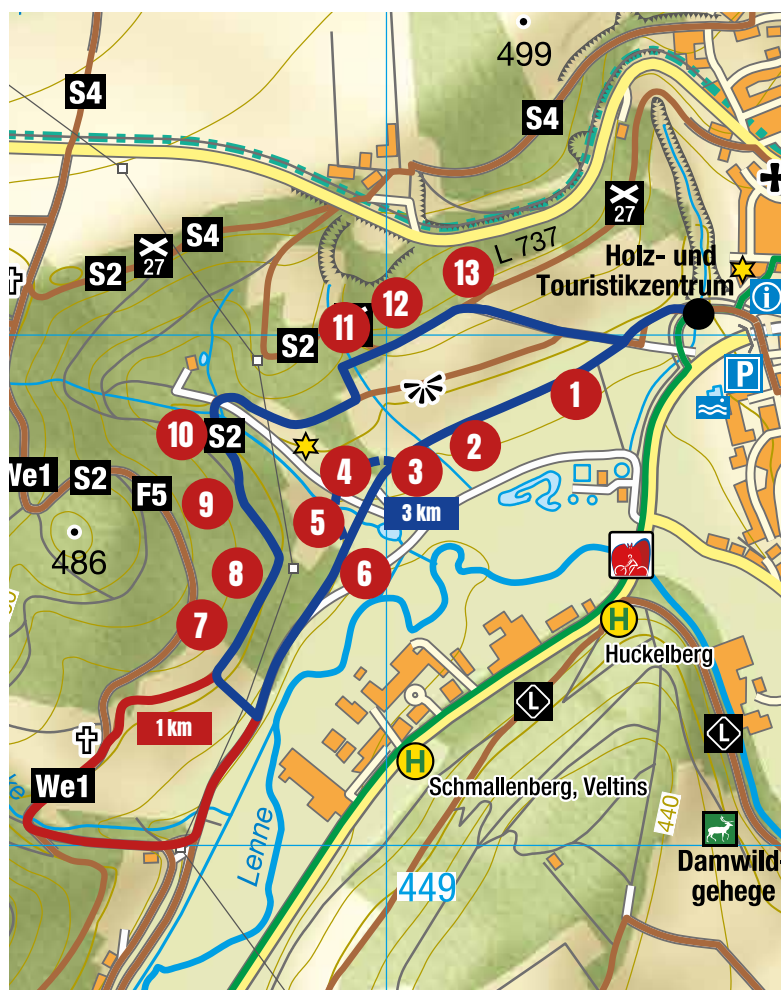 499
S4
S4
27
L 737
S4
S2
27
Holz- und
Touristikzentrum
i
13
12
11
S2
P
1
10
S2
2
We1
S2
F5
4
3
9
5
3 km
486
8
6
7
H
Huckelberg
L
1 km
L
H
We1
Schmallenberg, Veltins
440
Lenne
Damwild-
gehege
449